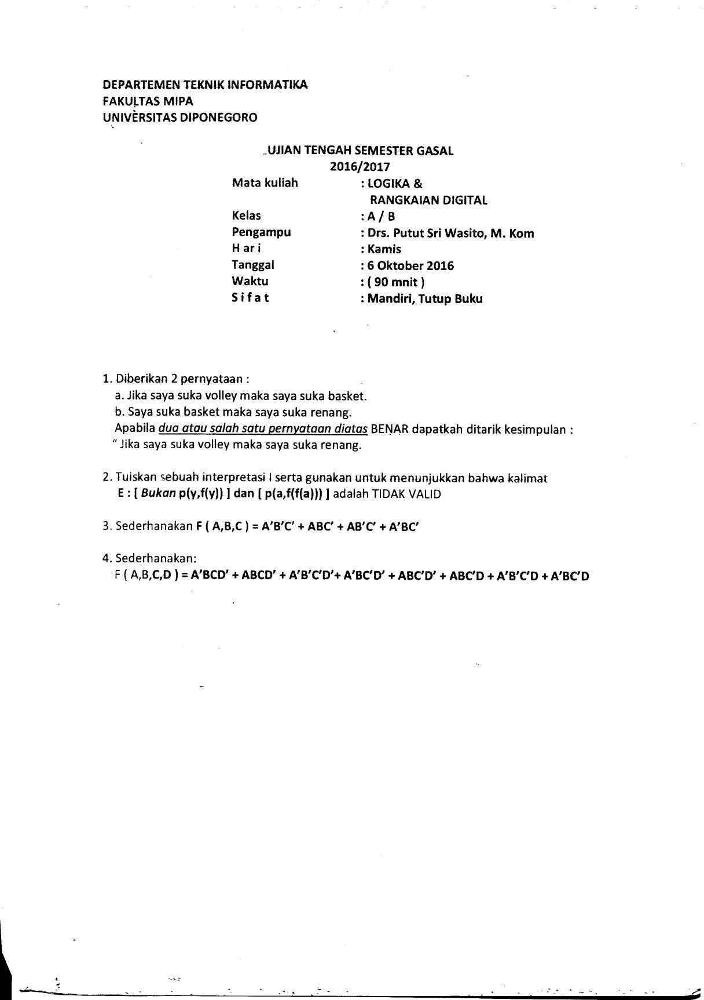 DEPARTEMEN TEKNIK INFORMATIKA
FAKULTAS MIPA
UNIVERSITAS DIPONEGORO
UJIAN TENGAH SEMESTER GASAL
2016/2017
Mata kuliah : LOGIKA &
RANGKAIAN DIGITAL
Kelas : A / B
Pengampu : Drs. Putut Sri Wasito, M. Kom
H ar i : Kamis
Tanggal : 6 Oktober 2016
Waktu : ( 90 mnit )
S i f a t : Mandiri, Tutup Buku
1. Diberikan 2 pernyataan :
a. Jika saya suka volley maka saya suka basket.
b. Saya suka basket maka saya suka renang.
Apabila dua atau salah satu pernyataan diatas BENAR dapatkah ditarik kesimpulan :
“ Jika saya suka volley maka saya suka renang.
2. Tuiskan sebuah interpretasi I serta gunakan untuk menunjukkan bahwa kalimat
E : [ Bukan p(y,f(y)) ] dan [ p(a,f(f(a))) ] adalah TIDAK VALID
3. Sederhanakan F ( A,B,C ) = A’B’C’ + ABC’ + AB’C’ + A’BC’
4. Sederhanakan:
F ( A,B,C,D ) = A’BCD’ + ABCD’ + A’B’C’D’+ A’BC’D’ + ABC’D’ + ABC’D + A’B’C’D + A’BC’D